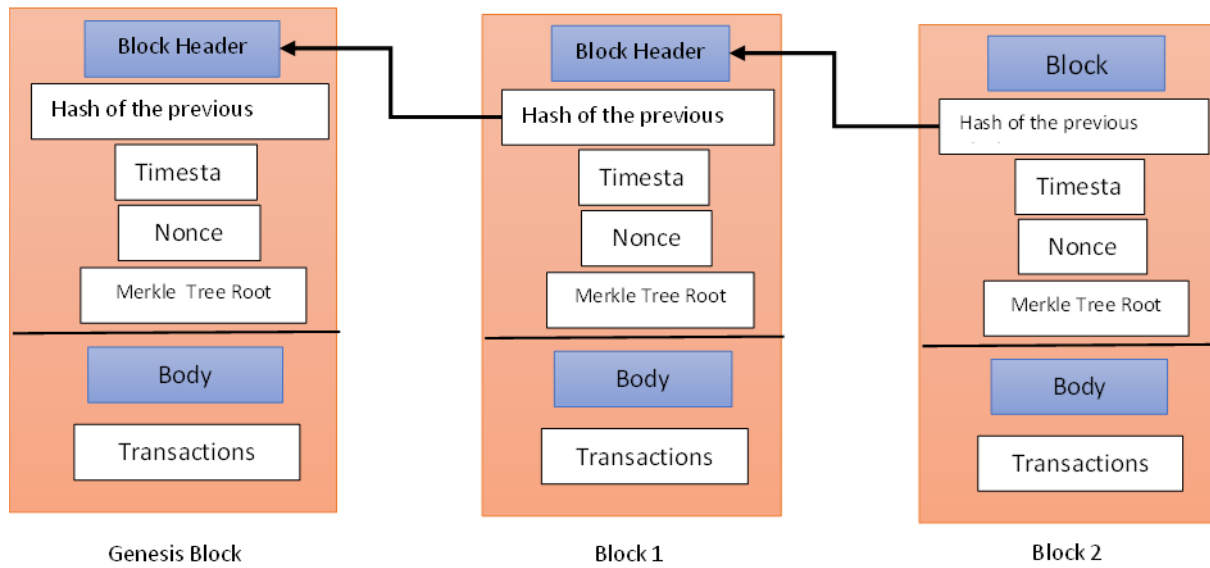 Block Header
Hash of the previous
Timesta
Nonce
Merkle Tree Root
Body
Transactions
Genesis Block
Block Header
Hash of the previous
Timesta
Nonce
Merkle Tree Root
Body
Transactions
Block 1
Block
Hash of the previous
Timesta
Nonce
Merkle Tree Root
Body
Transactions
Block 2